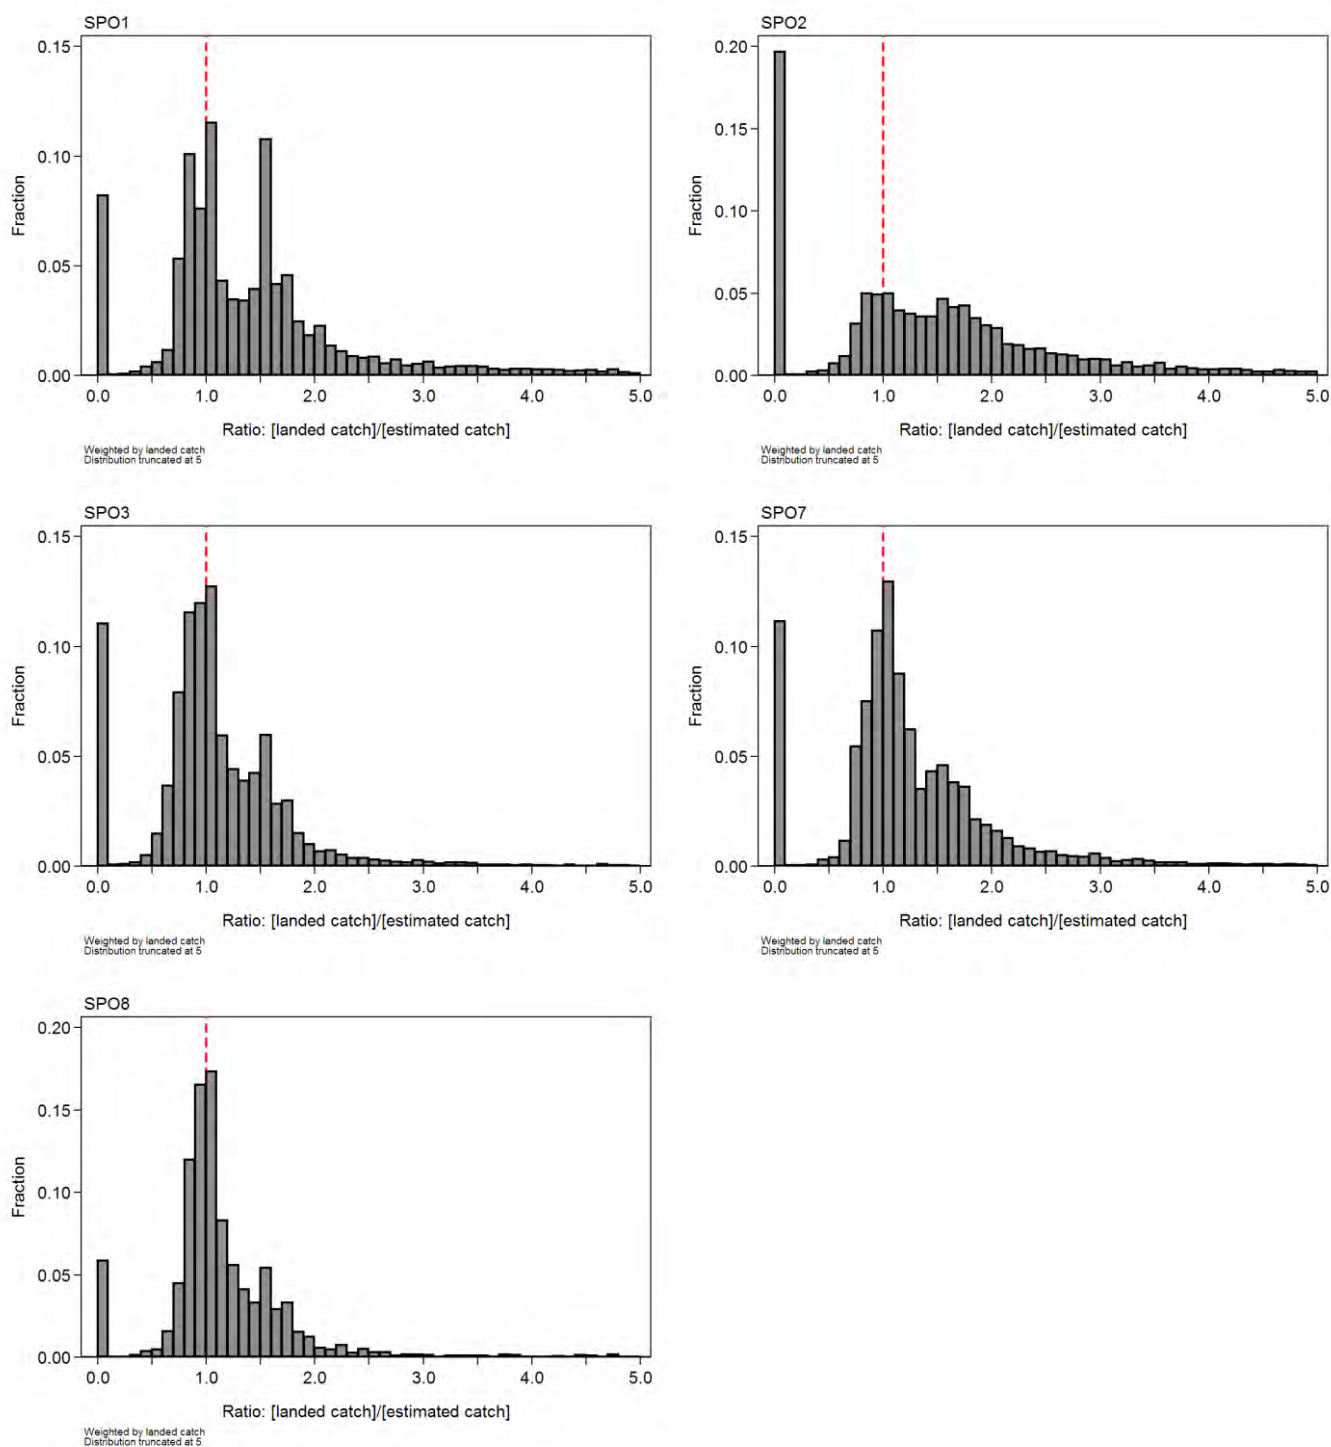 SPO1
0.15
0.10
0.05
0.00
Fraction
0.0 1.0 2.0 3.0 4.0 5.0
Ratio: [landed catch]/[estimated catch]
Weighted by landed catch
Distribution truncated at 5
SPO2
0.20
0.15
0.10
0.05
0.00
Fraction
0.0 1.0 2.0 3.0 4.0 5.0
Ratio: [landed catch]/[estimated catch]
Weighted by landed catch
Distribution truncated at 5
SPO3
0.15
0.10
0.05
0.00
Fraction
0.0 1.0 2.0 3.0 4.0 5.0
Ratio: [landed catch]/[estimated catch]
Weighted by landed catch
Distribution truncated at 5
SPO7
0.15
0.10
0.05
0.00
Fraction
0.0 1.0 2.0 3.0 4.0 5.0
Ratio: [landed catch]/[estimated catch]
Weighted by landed catch
Distribution truncated at 5
SPO8
0.20
0.15
0.10
0.05
0.00
Fraction
0.0 1.0 2.0 3.0 4.0 5.0
Ratio: [landed catch]/[estimated catch]
Weighted by landed catch
Distribution truncated at 5